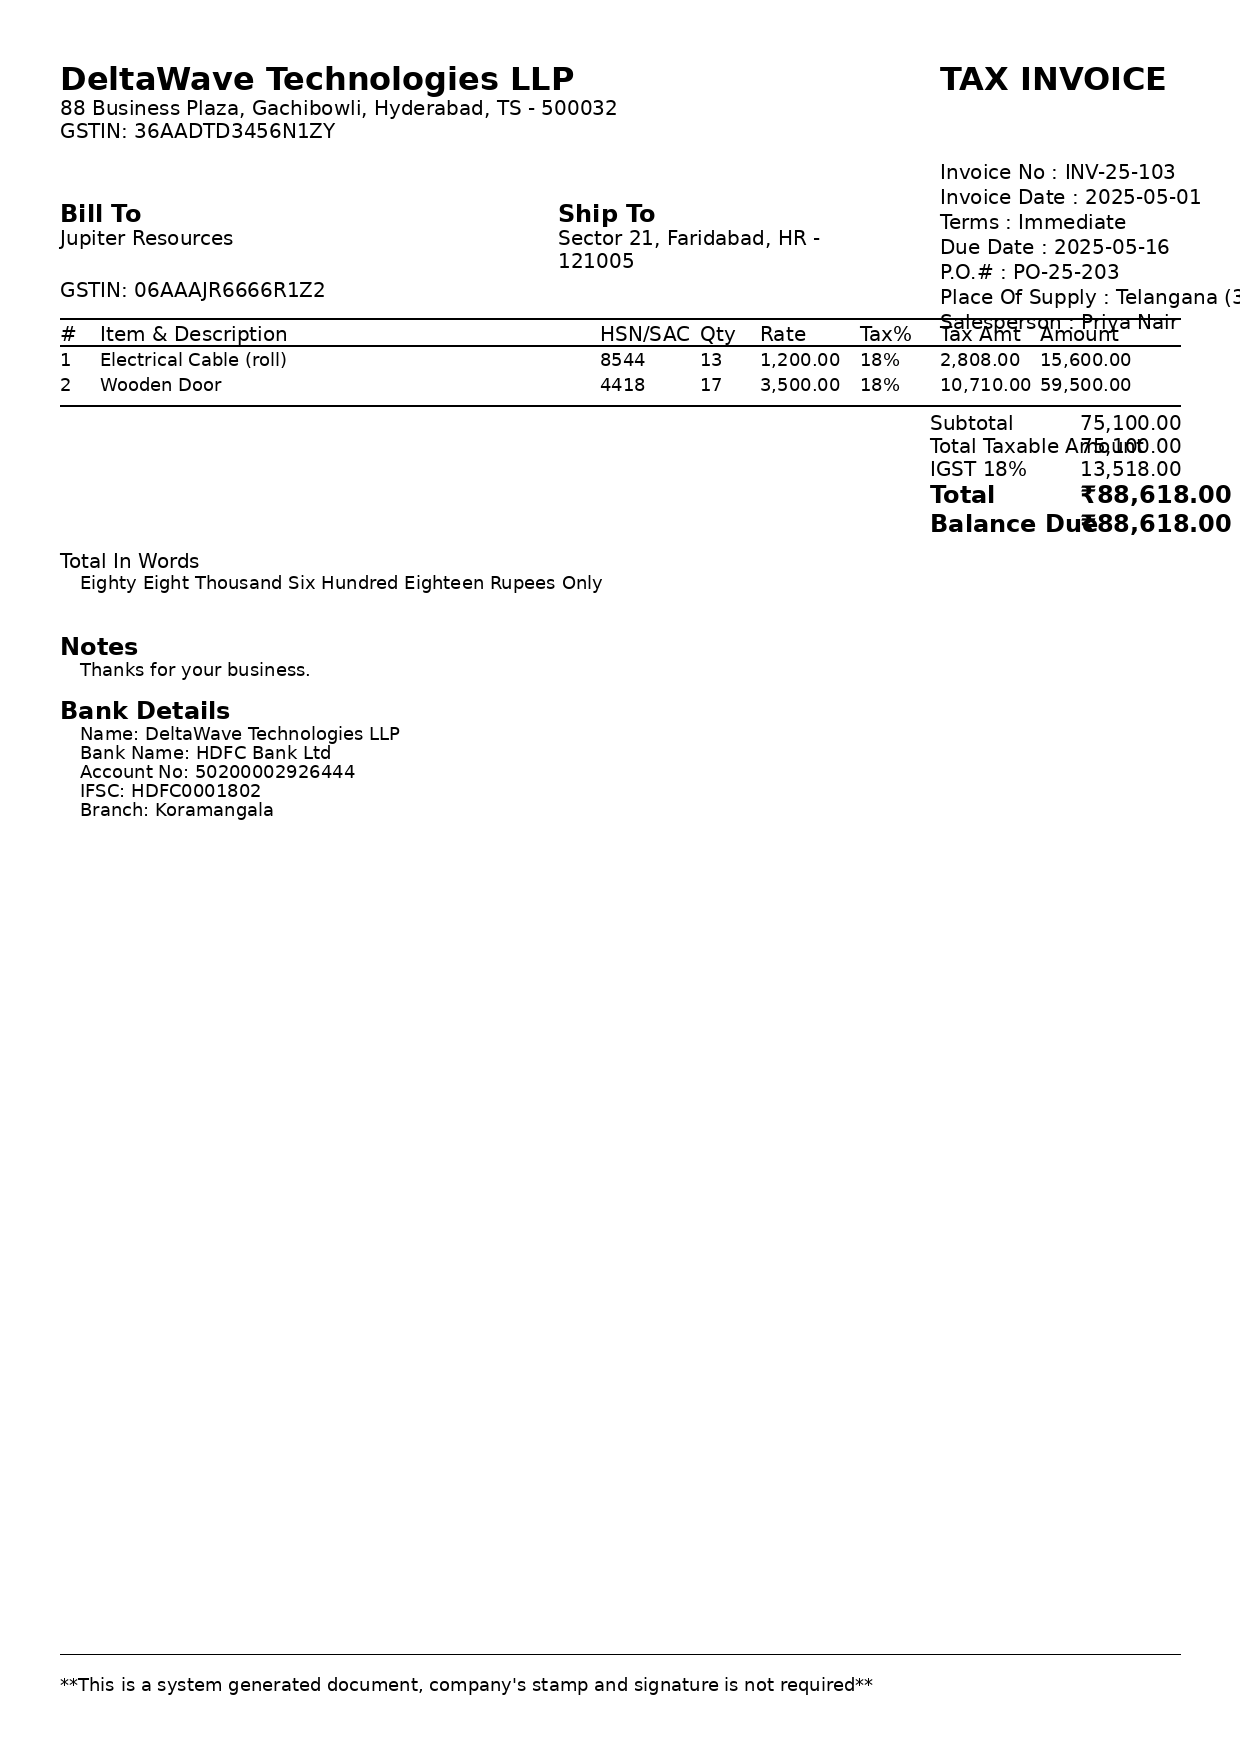 DeltaWave Technologies LLP
TAX INVOICE
88 Business Plaza, Gachibowli, Hyderabad, TS - 500032
GSTIN: 36AADTD3456N1ZY
Invoice No : INV-25-103
Invoice Date : 2025-05-01
Terms : Immediate
Due Date : 2025-05-16
P.O.# : PO-25-203
Place Of Supply : Telangana (3
Salesperson : Priya Nair
Bill To
Jupiter Resources
GSTIN: 06AAAJR6666R1Z2
Ship To
Sector 21, Faridabad, HR -
121005
# Item & Description HSN/SAC Qty Rate Tax% Tax Amt Amount
1 Electrical Cable (roll) 8544 13 1,200.00 18% 2,808.00 15,600.00
2 Wooden Door 4418 17 3,500.00 18% 10,710.00 59,500.00
Subtotal 75,100.00
Total Taxable Amount 75,100.00
IGST 18% 13,518.00
Total ₹88,618.00
Balance Due ₹88,618.00
Total In Words
Eighty Eight Thousand Six Hundred Eighteen Rupees Only
Notes
Thanks for your business.
Bank Details
Name: DeltaWave Technologies LLP
Bank Name: HDFC Bank Ltd
Account No: 50200002926444
IFSC: HDFC0001802
Branch: Koramangala
**This is a system generated document, company's stamp and signature is not required**